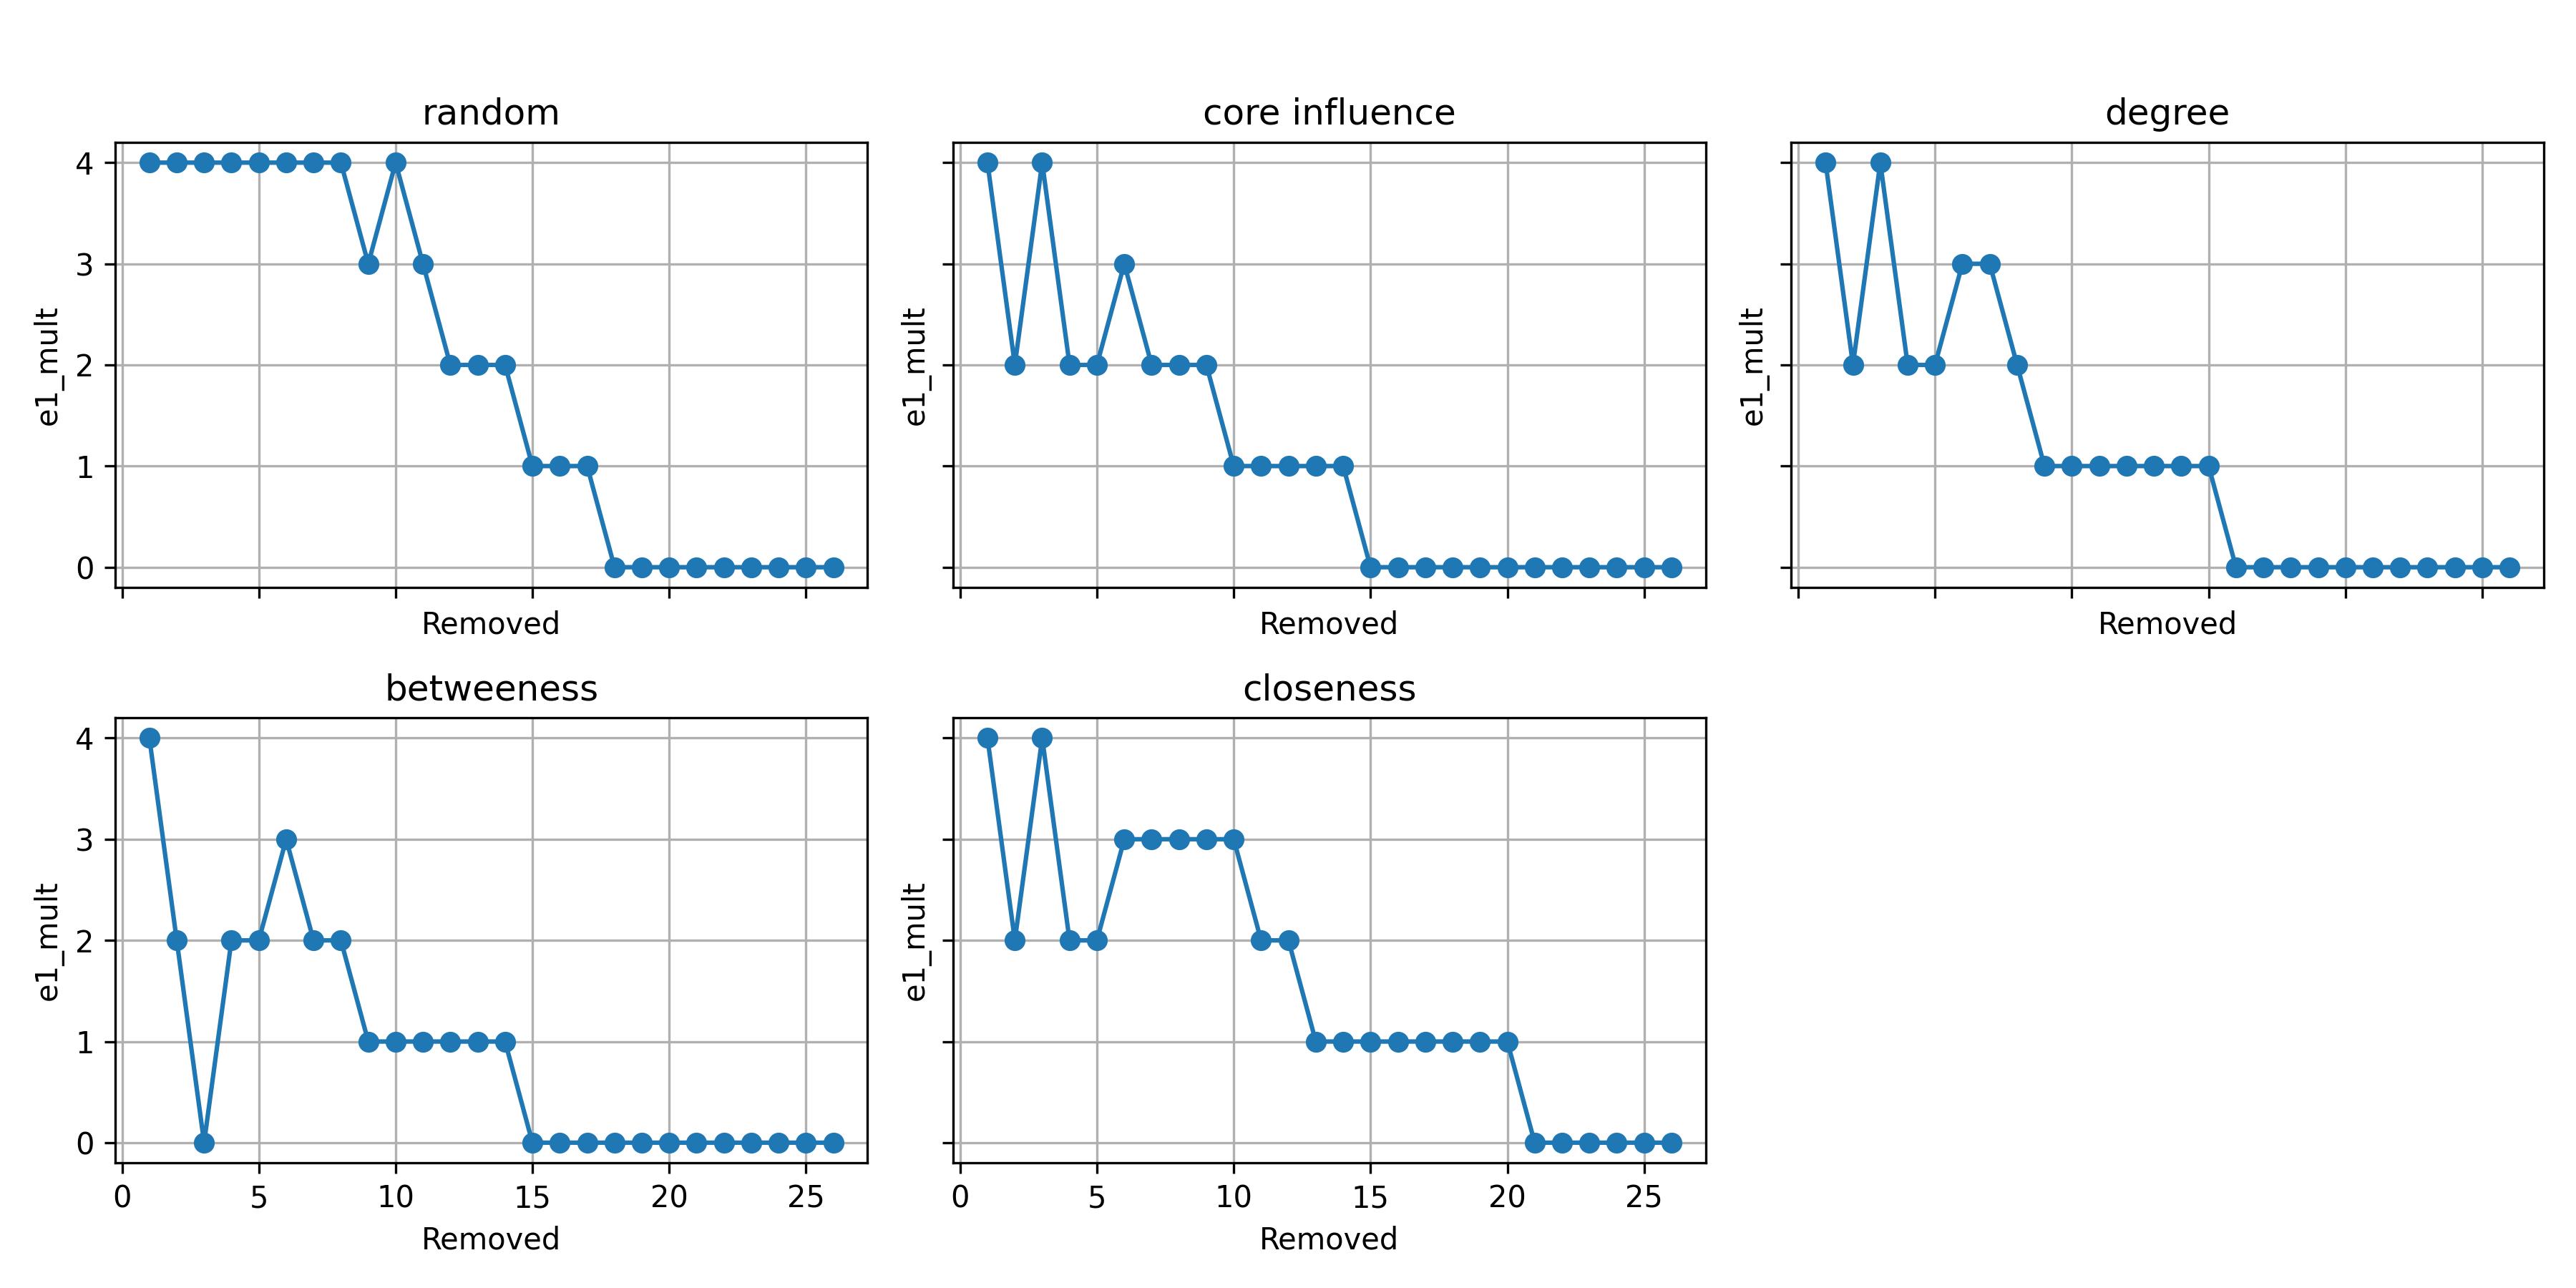 random
4
3
2
1
0
e1_mult
Removed
core influence
e1_mult
Removed
degree
e1_mult
Removed
betweeness
4
3
2
1
0
e1_mult
0 5 10 15 20 25
Removed
closeness
e1_mult
0 5 10 15 20 25
Removed